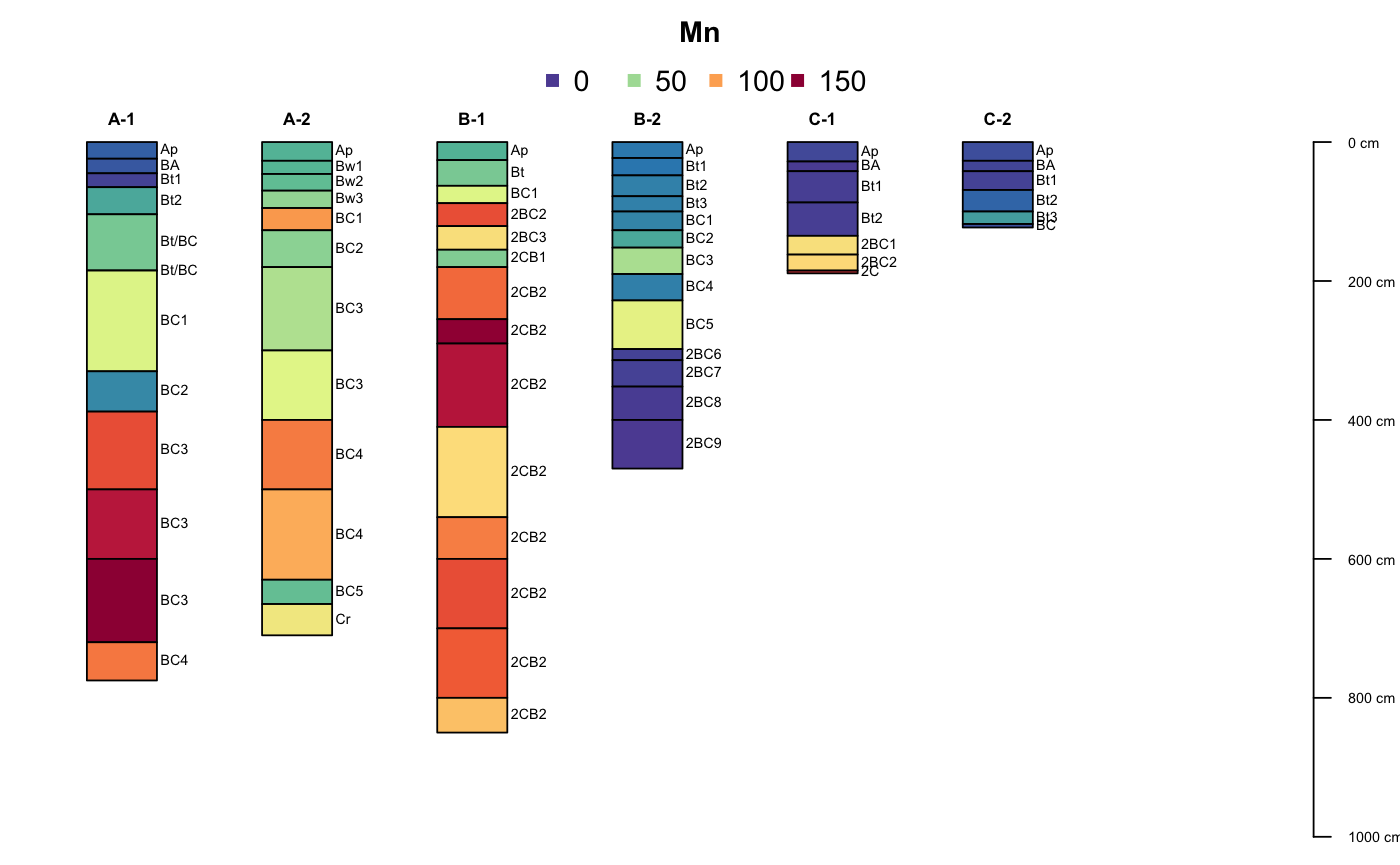 Mn
0 50 100 150
A-1 A-2 B-1 B-2 C-1 C-2
Ap
BA
Bt1
Bt2
Bt/BC
Bt/BC
BC1
BC2
BC3
BC3
BC3
BC4
Ap
Bw1
Bw2
Bw3
BC1
BC2
BC3
BC3
BC4
BC4
BC5
Cr
Ap
Bt
BC1
2BC2
2BC3
2CB1
2CB2
2CB2
2CB2
2CB2
2CB2
2CB2
2CB2
2CB2
Ap
Bt1
Bt2
Bt3
BC1
BC2
BC3
BC4
BC5
2BC6
2BC7
2BC8
2BC9
Ap
BA
Bt1
Bt2
2BC1
2BC2
2C
Ap
BA
Bt1
Bt2
Bt3
BC
0 cm
200 cm
400 cm
600 cm
800 cm
1000 cm